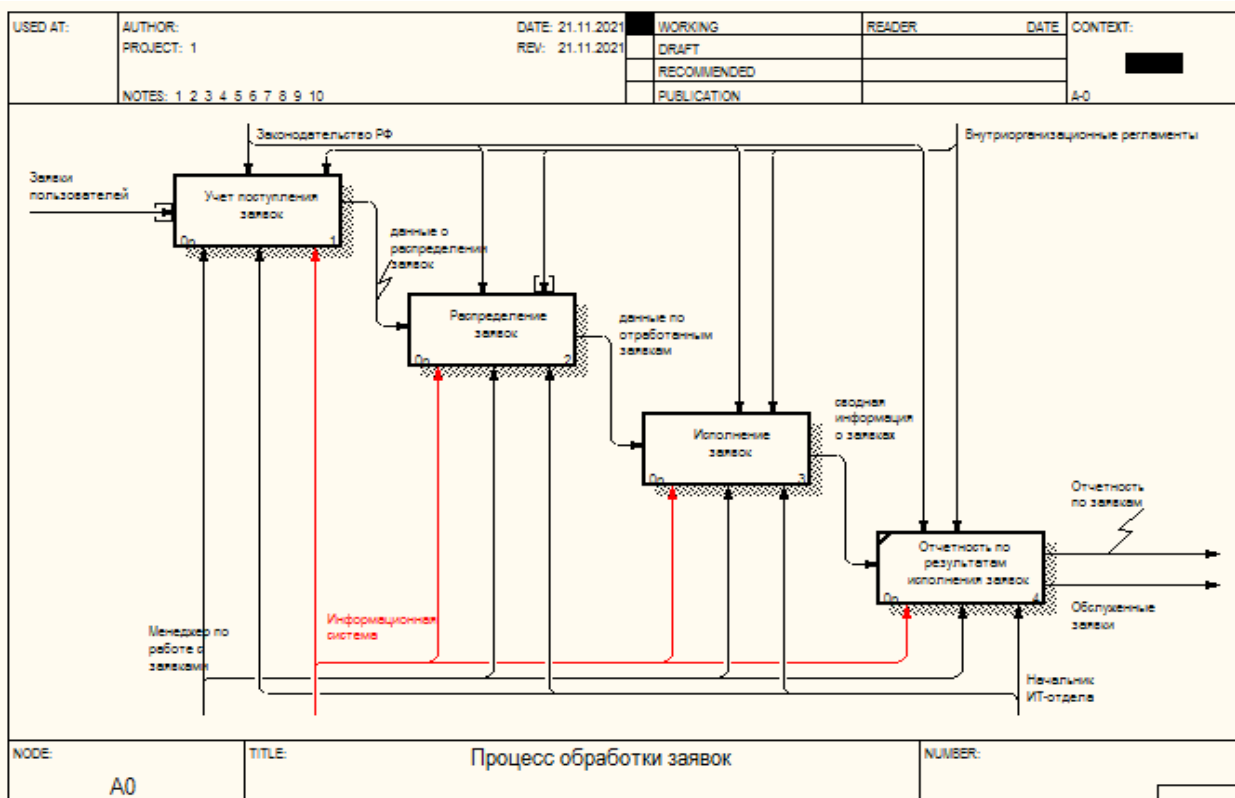 USED AT:
AUTHOR:
DATE: 21.11.2021
WORKING
READER
DATE
CONTEXT:
PROJECT: 1
REV: 21.11.2021
DRAFT
RECOMMENDED
NOTES: 1 2 3 4 5 6 7 8 9 10
PUBLICATION
A-0
Законодательство РФ
Внутриорганизационные регламенты
Заявки
пользователей
Учет поступления
заявок
0р.
1
данные о
распределении
заявок
Распределение
заявок
0р.
2
данные по
отработанным
заявкам
Исполнение
заявок
0р.
3
сводная
информация
о заявках
Отчетность по
результатам
исполнения заявок
0р.
4
Отчетность
по заявкам
Обслуженные
заявки
Информационная
система
Менеджер по
работе с
заявками
Начальник
ИТ-отдела
NODE:
A0
TITLE:
Процесс обработки заявок
NUMBER: